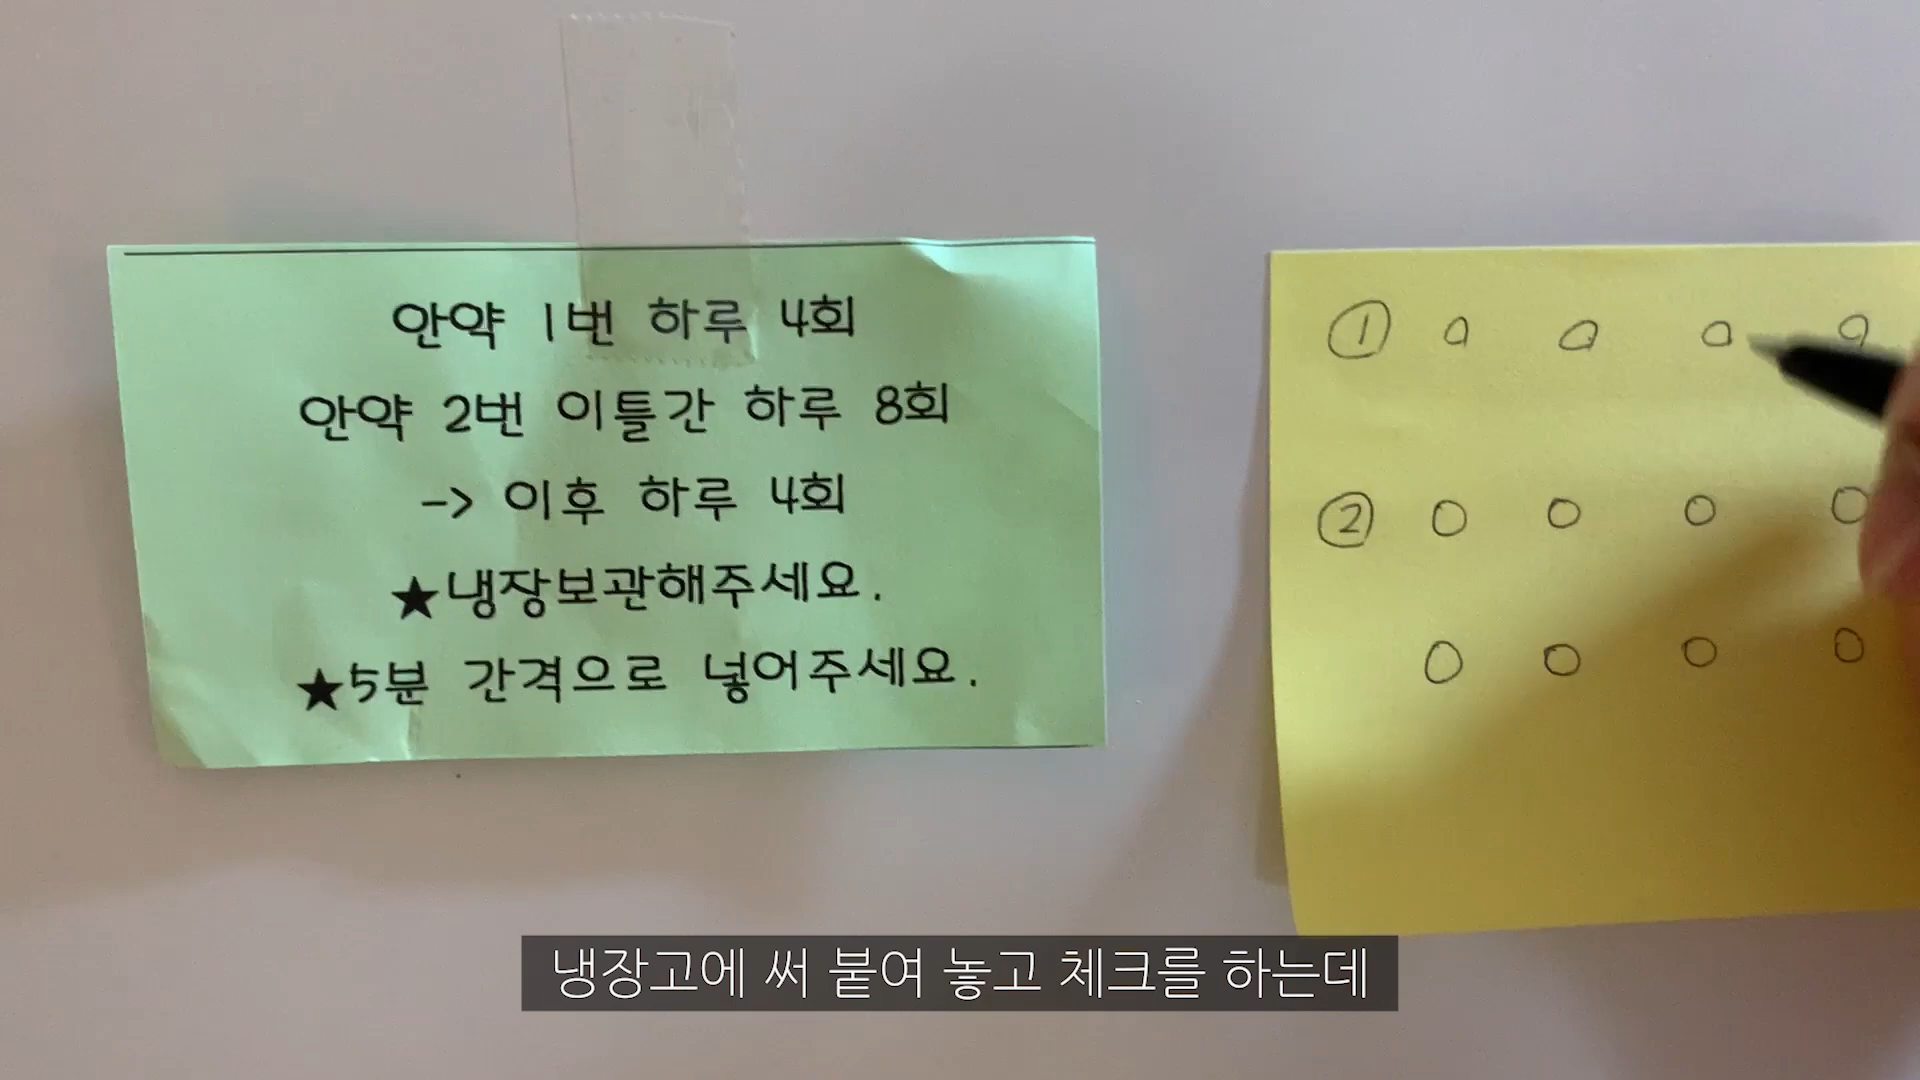 안약 1번 하루 4회
안약 2번 이틀간 하루 8회
-> 이후 하루 4회
★냉장보관해주세요.
★5분 간격으로 넣어주세요.
① o o o o
② o o o o
o o o o
냉장고에 써 붙여 놓고 체크를 하는데